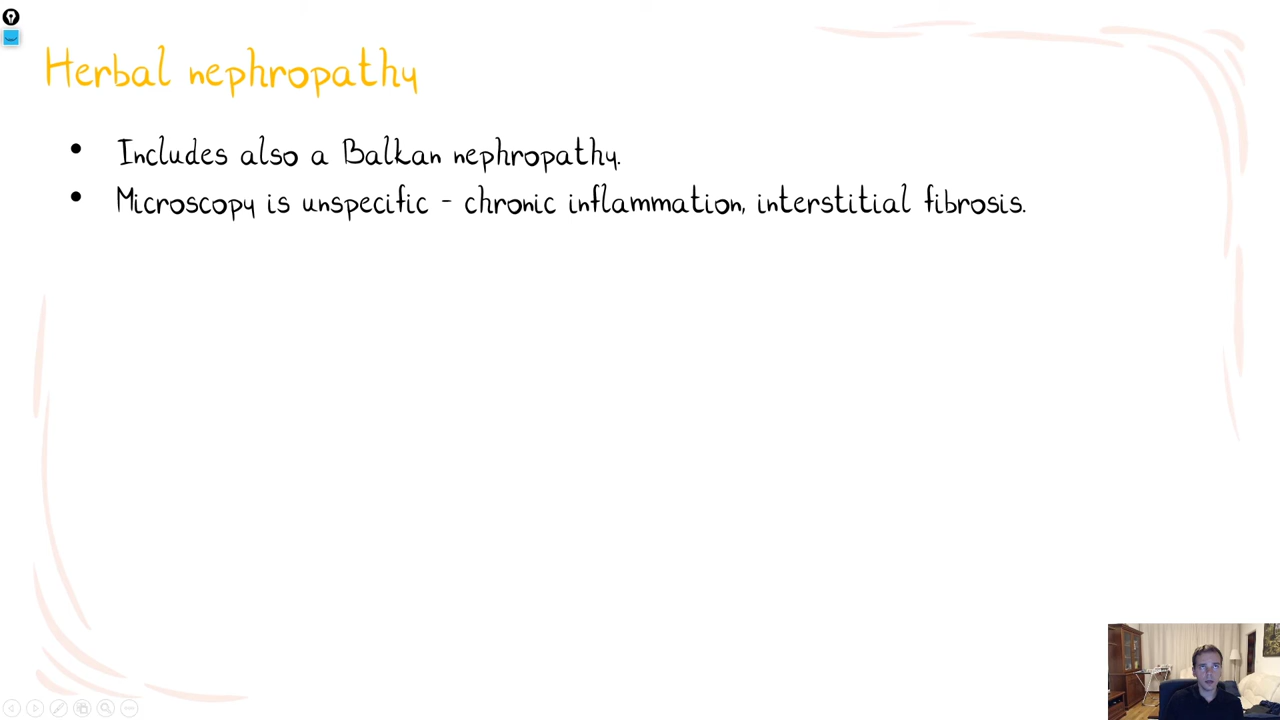 Herbal nephropathy
• Includes also a Balkan nephropathy.
• Microscopy is unspecific - chronic inflammation, interstitial fibrosis.